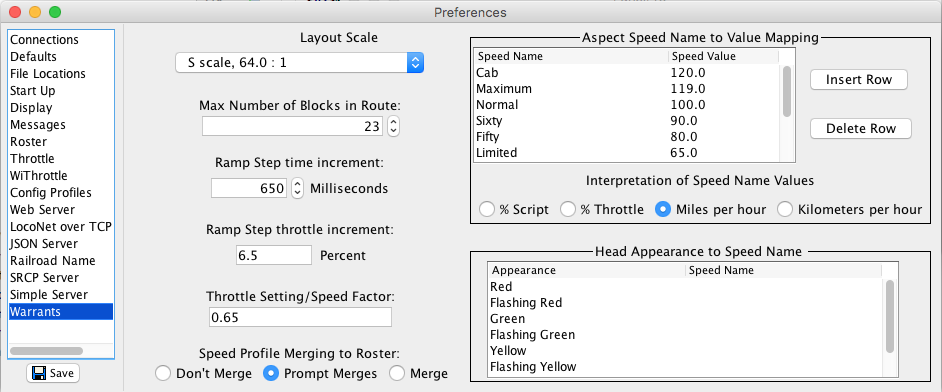 Preferences
Connections
Defaults
File Locations
Start Up
Display
Messages
Roster
Throttle
WiThrottle
Config Profiles
Web Server
LocoNet over TCP
JSON Server
Railroad Name
SRCP Server
Simple Server
Warrants
Save
Layout Scale
S scale, 64.0 : 1
Max Number of Blocks in Route:
23
Ramp Step time increment:
650 Milliseconds
Ramp Step throttle increment:
6.5 Percent
Throttle Setting/Speed Factor:
0.65
Speed Profile Merging to Roster:
Don't Merge Prompt Merges Merge
Aspect Speed Name to Value Mapping
Speed Name Speed Value
Cab 120.0
Maximum 119.0
Normal 100.0
Sixty 90.0
Fifty 80.0
Limited 65.0
Insert Row
Delete Row
Interpretation of Speed Name Values
% Script % Throttle Miles per hour Kilometers per hour
Head Appearance to Speed Name
Appearance Speed Name
Red
Flashing Red
Green
Flashing Green
Yellow
Flashing Yellow